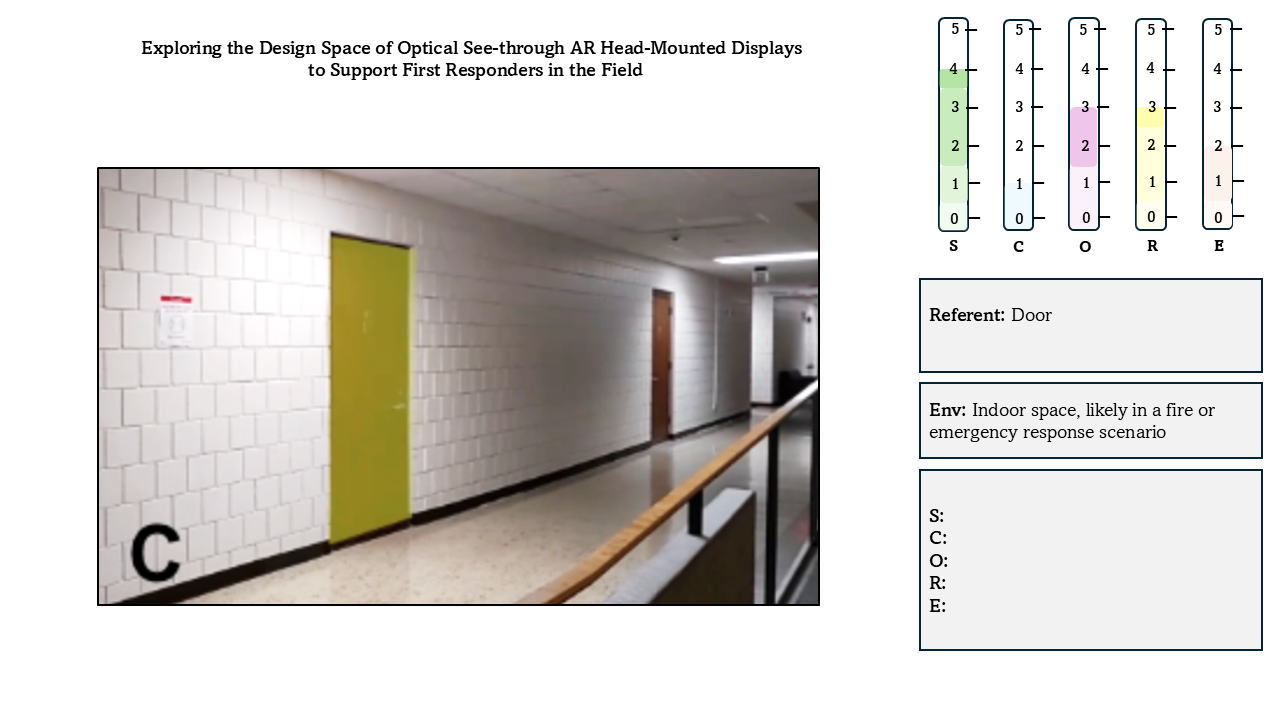 Exploring the Design Space of Optical See-through AR Head-Mounted Displays
to Support First Responders in the Field
C
5 5 5 5 5
4 4 4 4 4
3 3 3 3 3
2 2 2 2 2
1 1 1 1 1
0 0 0 0 0
S C O R E
Referent: Door
Env: Indoor space, likely in a fire or
emergency response scenario
S:
C:
O:
R:
E: